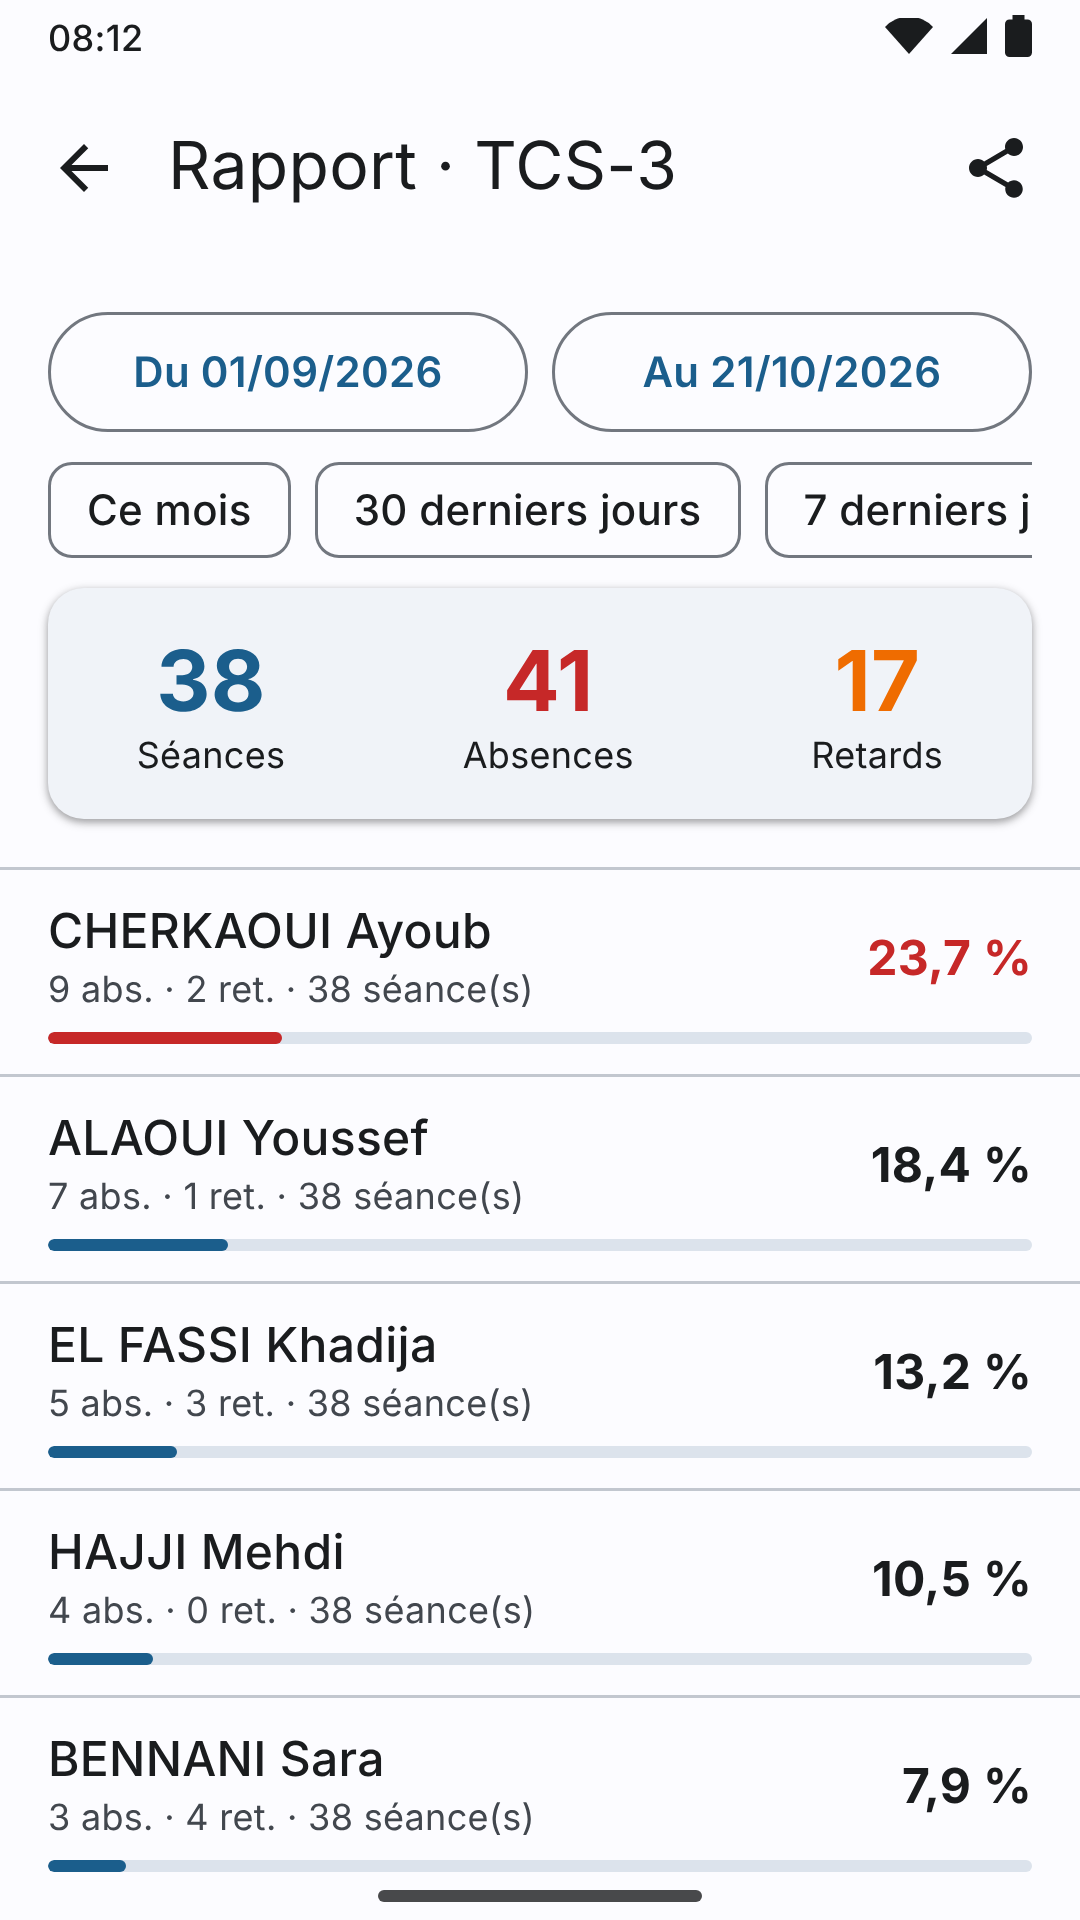 08:12
Rapport · TCS-3
Du 01/09/2026
Au 21/10/2026
Ce mois
30 derniers jours
7 derniers j
38
41
17
Séances
Absences
Retards
CHERKAOUI Ayoub
9 abs. · 2 ret. · 38 séance(s)
23,7 %
ALAOUI Youssef
7 abs. · 1 ret. · 38 séance(s)
18,4 %
EL FASSI Khadija
5 abs. · 3 ret. · 38 séance(s)
13,2 %
HAJJI Mehdi
4 abs. · 0 ret. · 38 séance(s)
10,5 %
BENNANI Sara
3 abs. · 4 ret. · 38 séance(s)
7,9 %